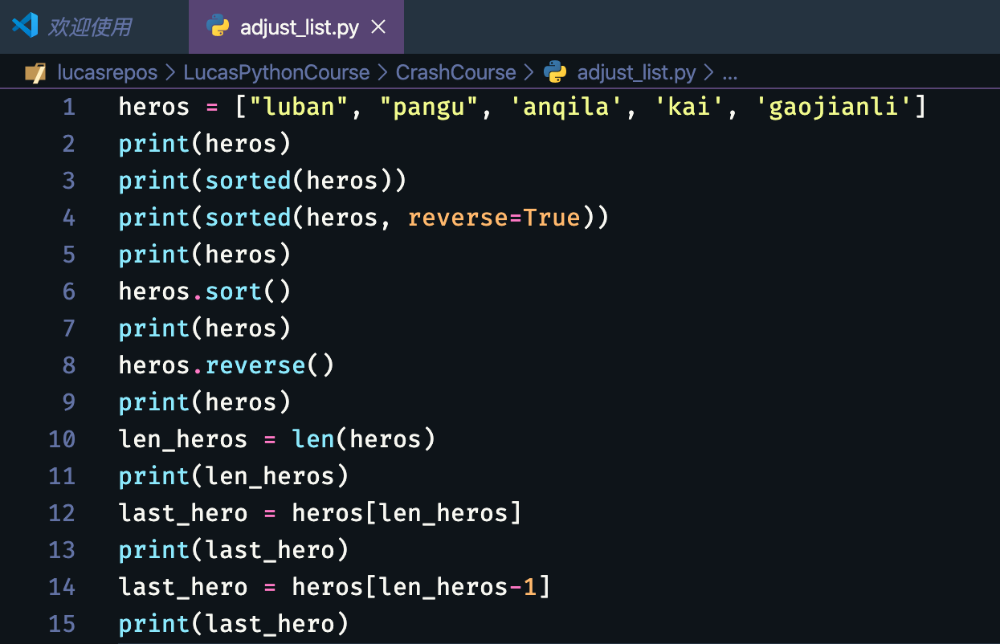 欢迎使用 adjust_list.py
lucasrepos > LucasPythonCourse > CrashCourse > adjust_list.py > ...
1 heros = ["luban", "pangu", 'anqila', 'kai', 'gaojianli']
2 print(heros)
3 print(sorted(heros))
4 print(sorted(heros, reverse=True))
5 print(heros)
6 heros.sort()
7 print(heros)
8 heros.reverse()
9 print(heros)
10 len_heros = len(heros)
11 print(len_heros)
12 last_hero = heros[len_heros]
13 print(last_hero)
14 last_hero = heros[len_heros-1]
15 print(last_hero)